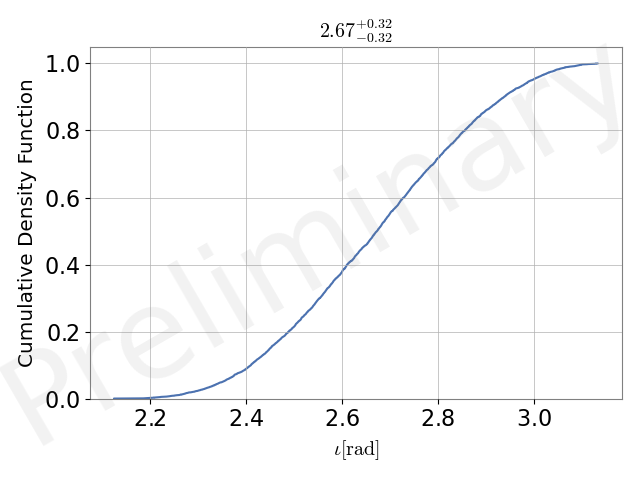 2.67^{+0.32}_{-0.32}
1.0
0.8
0.6
0.4
0.2
0.0
Cumulative Density Function
Preliminary
2.2 2.4 2.6 2.8 3.0
ι[rad]